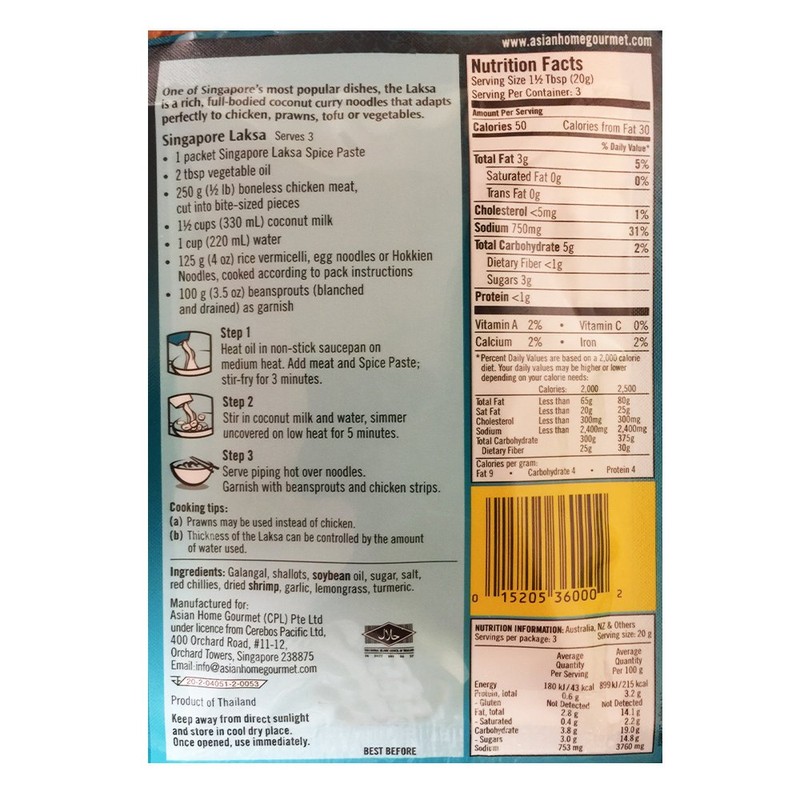 www.asianhomegourmet.com
One of Singapore's most popular dishes, the Laksa
is a rich, full-bodied coconut curry noodles that adapts
perfectly to chicken, prawns, tofu or vegetables.
Singapore Laksa Serves 3
• 1 packet Singapore Laksa Spice Paste
• 2 tbsp vegetable oil
• 250 g (½ lb) boneless chicken meat,
cut into bite-sized pieces
• 1½ cups (330 mL) coconut milk
• 1 cup (220 mL) water
• 125 g (4 oz) rice vermicelli, egg noodles or Hokkien
Noodles, cooked according to pack instructions
• 100 g (3.5 oz) beansprouts (blanched
and drained) as garnish
Step 1
Heat oil in non-stick saucepan on
medium heat. Add meat and Spice Paste;
stir-fry for 3 minutes.
Step 2
Stir in coconut milk and water, simmer
uncovered on low heat for 5 minutes.
Step 3
Serve piping hot over noodles.
Garnish with beansprouts and chicken strips.
Cooking tips:
(a) Prawns may be used instead of chicken.
(b) Thickness of the Laksa can be controlled by the amount
of water used.
Ingredients: Galangal, shallots, soybean oil, sugar, salt,
red chillies, dried shrimp, garlic, lemongrass, turmeric.
Manufactured for:
Asian Home Gourmet (CPL) Pte Ltd
under licence from Cerebos Pacific Ltd,
400 Orchard Road, #11-12,
Orchard Towers, Singapore 238875
Email:info@asianhomegourmet.com
20-2-04051-2-0053
Product of Thailand
Keep away from direct sunlight
and store in cool dry place.
Once opened, use immediately.
حلال
BEST BEFORE
Nutrition Facts
Serving Size 1½ Tbsp (20g)
Serving Per Container: 3
Amount Per Serving
Calories 50 Calories from Fat 30
% Daily Value*
Total Fat 3g 5%
Saturated Fat 0g 0%
Trans Fat 0g
Cholesterol <5mg 1%
Sodium 750mg 31%
Total Carbohydrate 5g 2%
Dietary Fiber <1g
Sugars 3g
Protein <1g
Vitamin A 2% • Vitamin C 0%
Calcium 2% • Iron 2%
*Percent Daily Values are based on a 2,000 calorie
diet. Your daily values may be higher or lower
depending on your calorie needs:
Calories: 2,000 2,500
Total Fat Less than 65g 80g
Sat Fat Less than 20g 25g
Cholesterol Less than 300mg 300mg
Sodium Less than 2,400mg 2,400mg
Total Carbohydrate 300g 375g
Dietary Fiber 25g 30g
Calories per gram:
Fat 9 • Carbohydrate 4 • Protein 4
0 15205 36000 2
NUTRITION INFORMATION: Australia, NZ & Others
Servings per package: 3 Serving size: 20 g
Average Average
Quantity Quantity
Per Serving Per 100 g
Energy 180 kJ/43 kcal 899 kJ/215 kcal
Protein, total 0.6 g 3.2 g
- Gluten Not Detected Not Detected
Fat, total 2.8 g 14.1 g
- Saturated 0.4 g 2.2 g
Carbohydrate 3.8 g 19.0 g
- Sugars 3.0 g 14.8 g
Sodium 753 mg 3760 mg